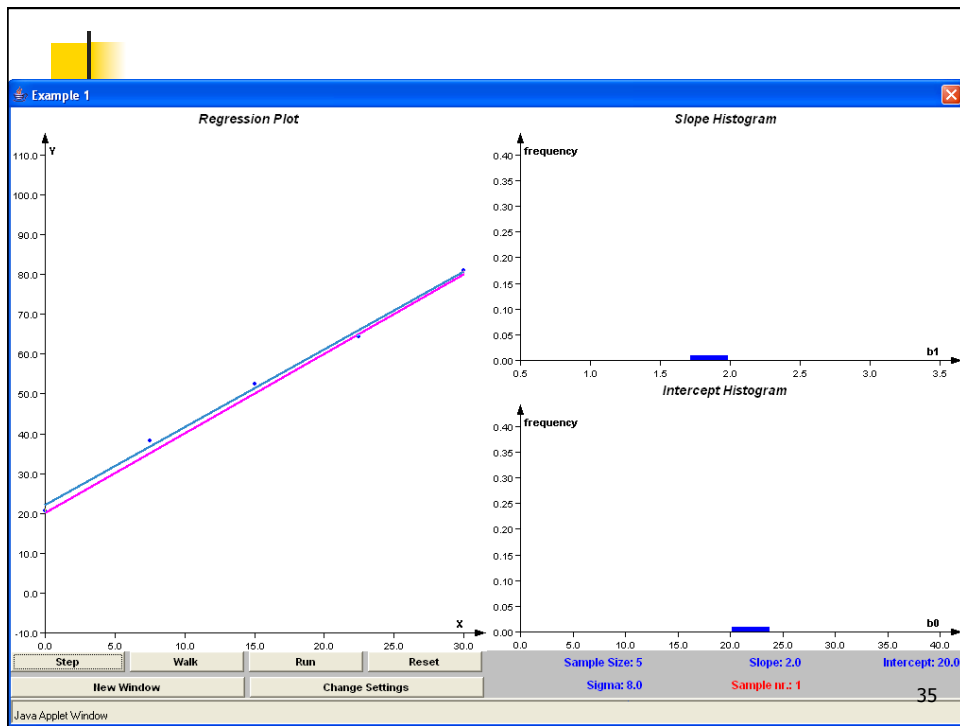 Example 1
Regression Plot
Y
110.0
100.0
90.0
80.0
70.0
60.0
50.0
40.0
30.0
20.0
10.0
0.0
-10.0
X
0.0 5.0 10.0 15.0 20.0 25.0 30.0
Slope Histogram
frequency
0.40
0.35
0.30
0.25
0.20
0.15
0.10
0.05
0.00
b1
0.5 1.0 1.5 2.0 2.5 3.0 3.5
Intercept Histogram
frequency
0.40
0.35
0.30
0.25
0.20
0.15
0.10
0.05
0.00
b0
0.0 5.0 10.0 15.0 20.0 25.0 30.0 35.0 40.0
Step Walk Run Reset
New Window Change Settings
Sample Size: 5 Slope: 2.0 Intercept: 20.0
Sigma: 8.0 Sample nr.: 1
35
Java Applet Window